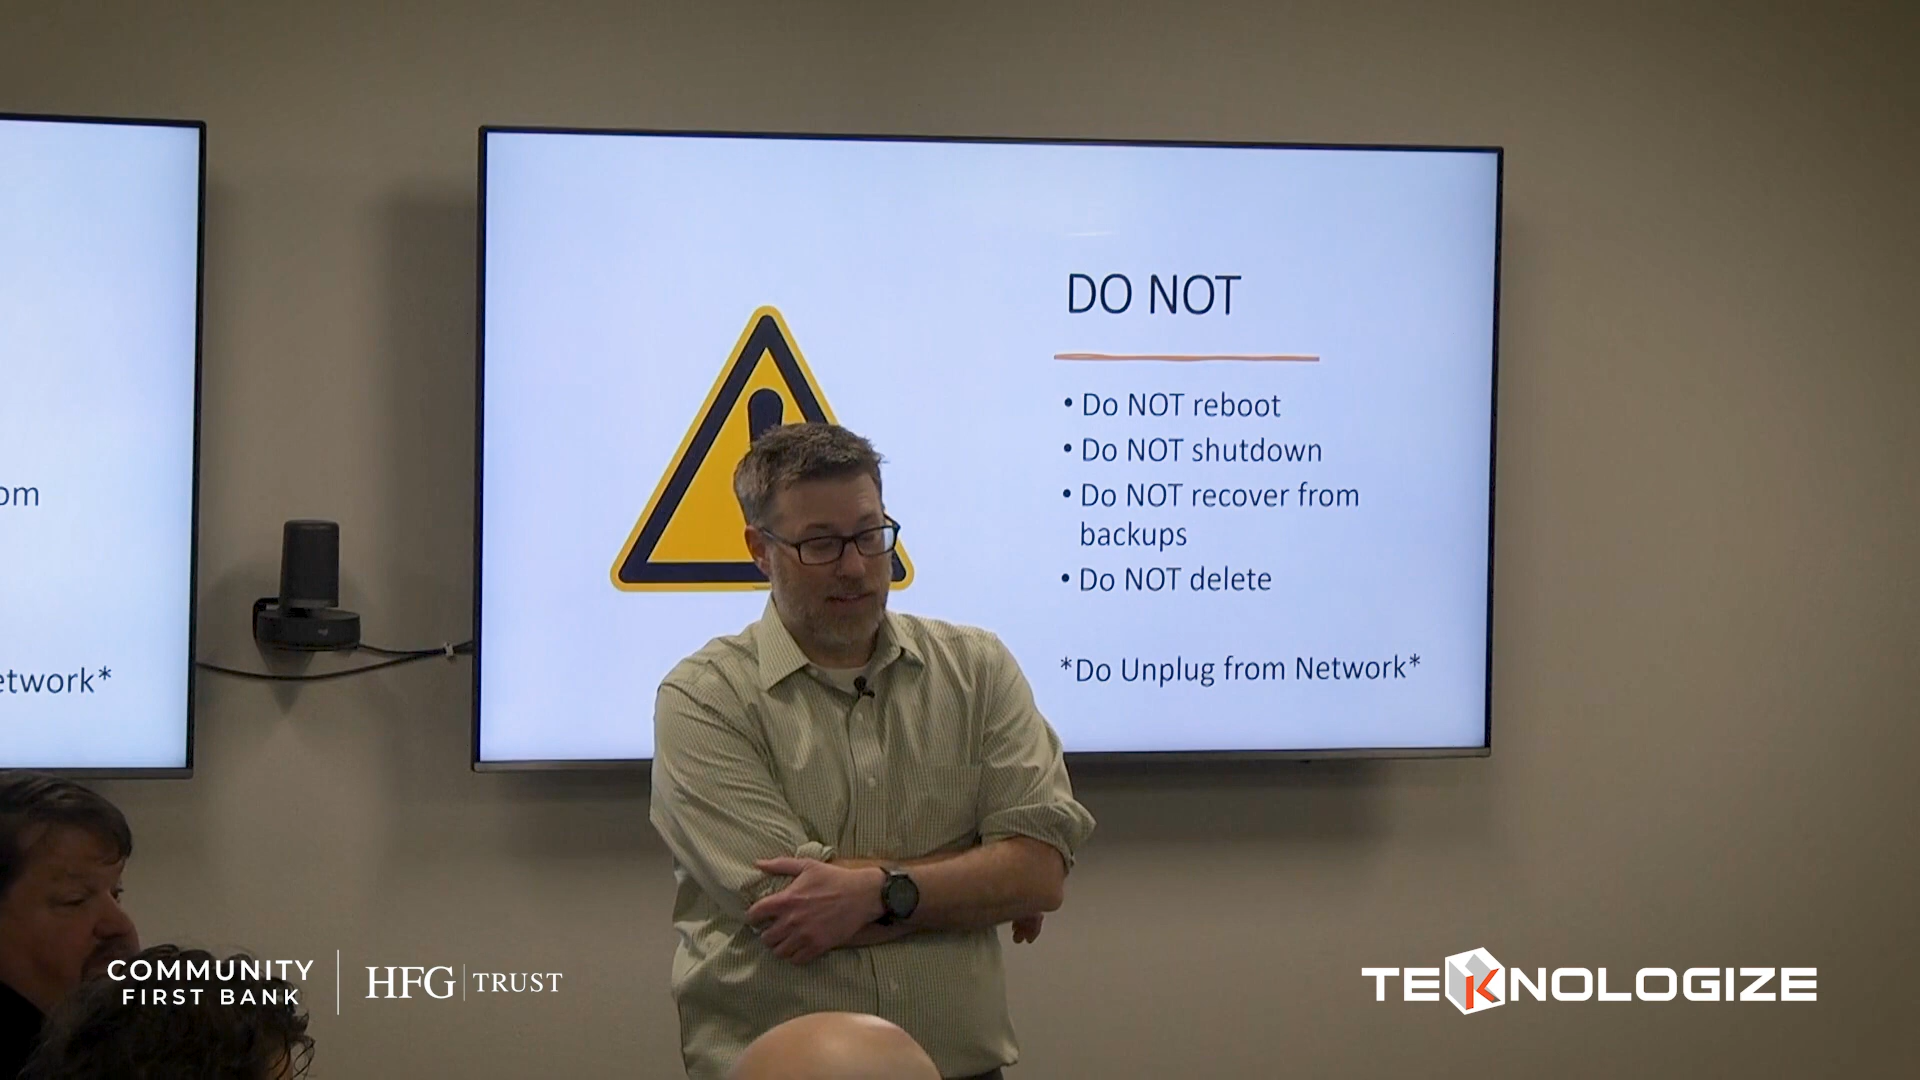 DO NOT
• Do NOT reboot
• Do NOT shutdown
• Do NOT recover from
backups
• Do NOT delete
*Do Unplug from Network*
om
etwork*
COMMUNITY
FIRST BANK
HFG TRUST
TEKNOLOGIZE